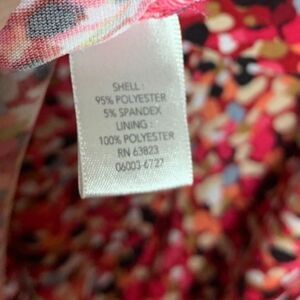 SHELL :
95% POLYESTER
5% SPANDEX
LINING :
100% POLYESTER
RN 63823
06003-6727